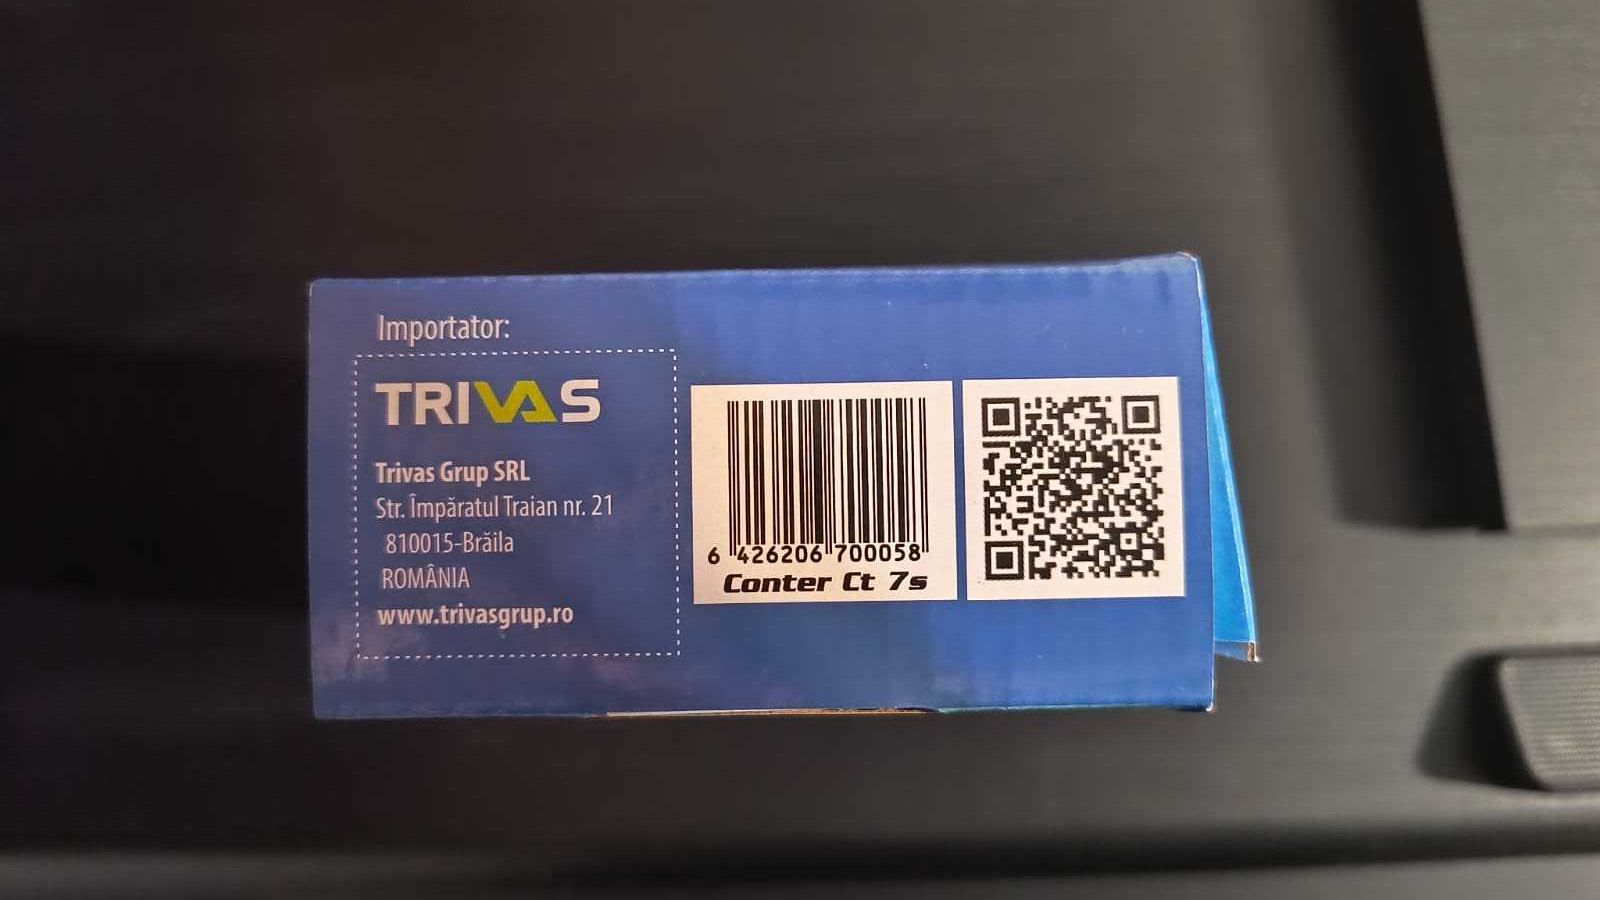 Importator:
TRIVAS
Trivas Grup SRL
Str. Împăratul Traian nr. 21
810015-Brăila
ROMÂNIA
www.trivasgrup.ro
6 426206 700058
Conter Ct 7s